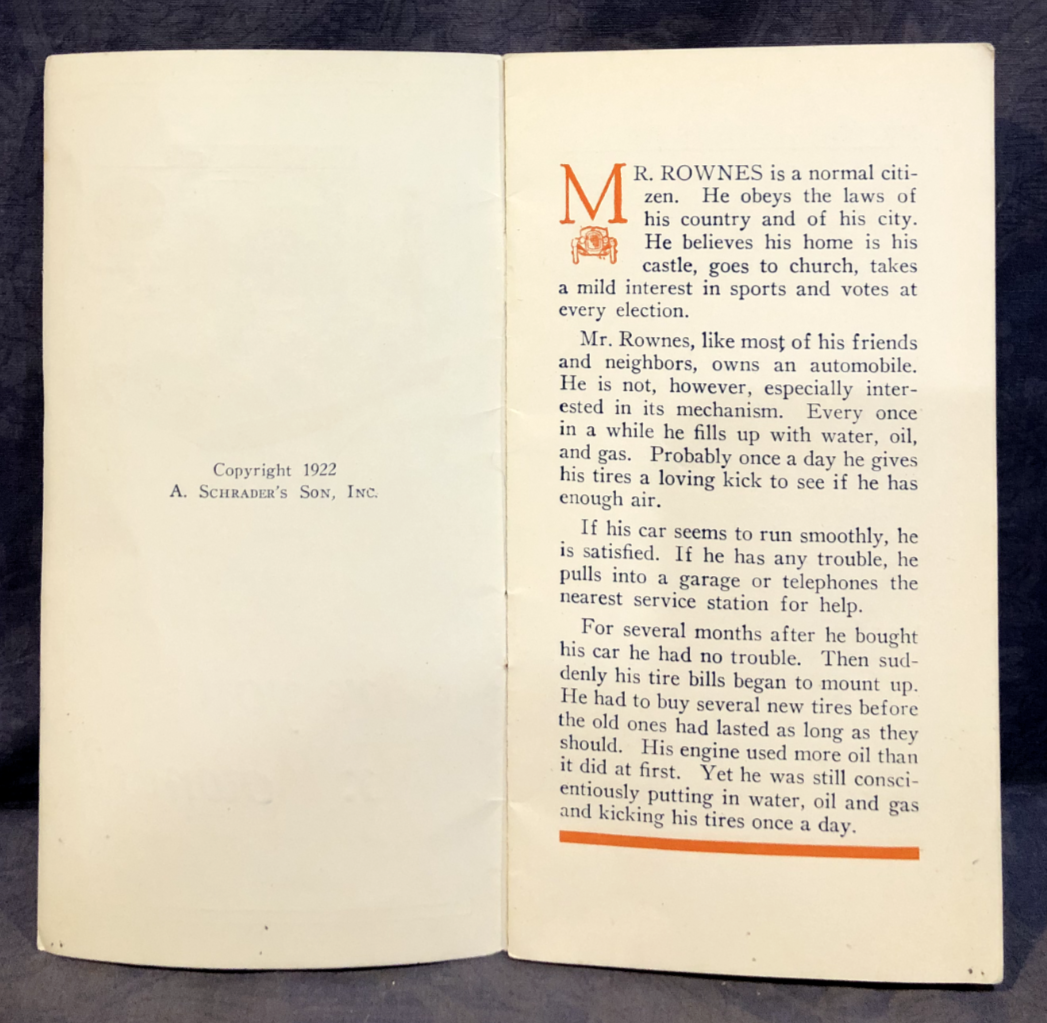 Copyright 1922
A. Schrader's Son, Inc.
MR. ROWNES is a normal citi-
zen. He obeys the laws of
his country and of his city.
He believes his home is his
castle, goes to church, takes
a mild interest in sports and votes at
every election.
Mr. Rownes, like most of his friends
and neighbors, owns an automobile.
He is not, however, especially inter-
ested in its mechanism. Every once
in a while he fills up with water, oil,
and gas. Probably once a day he gives
his tires a loving kick to see if he has
enough air.
If his car seems to run smoothly, he
is satisfied. If he has any trouble, he
pulls into a garage or telephones the
nearest service station for help.
For several months after he bought
his car he had no trouble. Then sud-
denly his tire bills began to mount up.
He had to buy several new tires before
the old ones had lasted as long as they
should. His engine used more oil than
it did at first. Yet he was still consci-
entiously putting in water, oil and gas
and kicking his tires once a day.